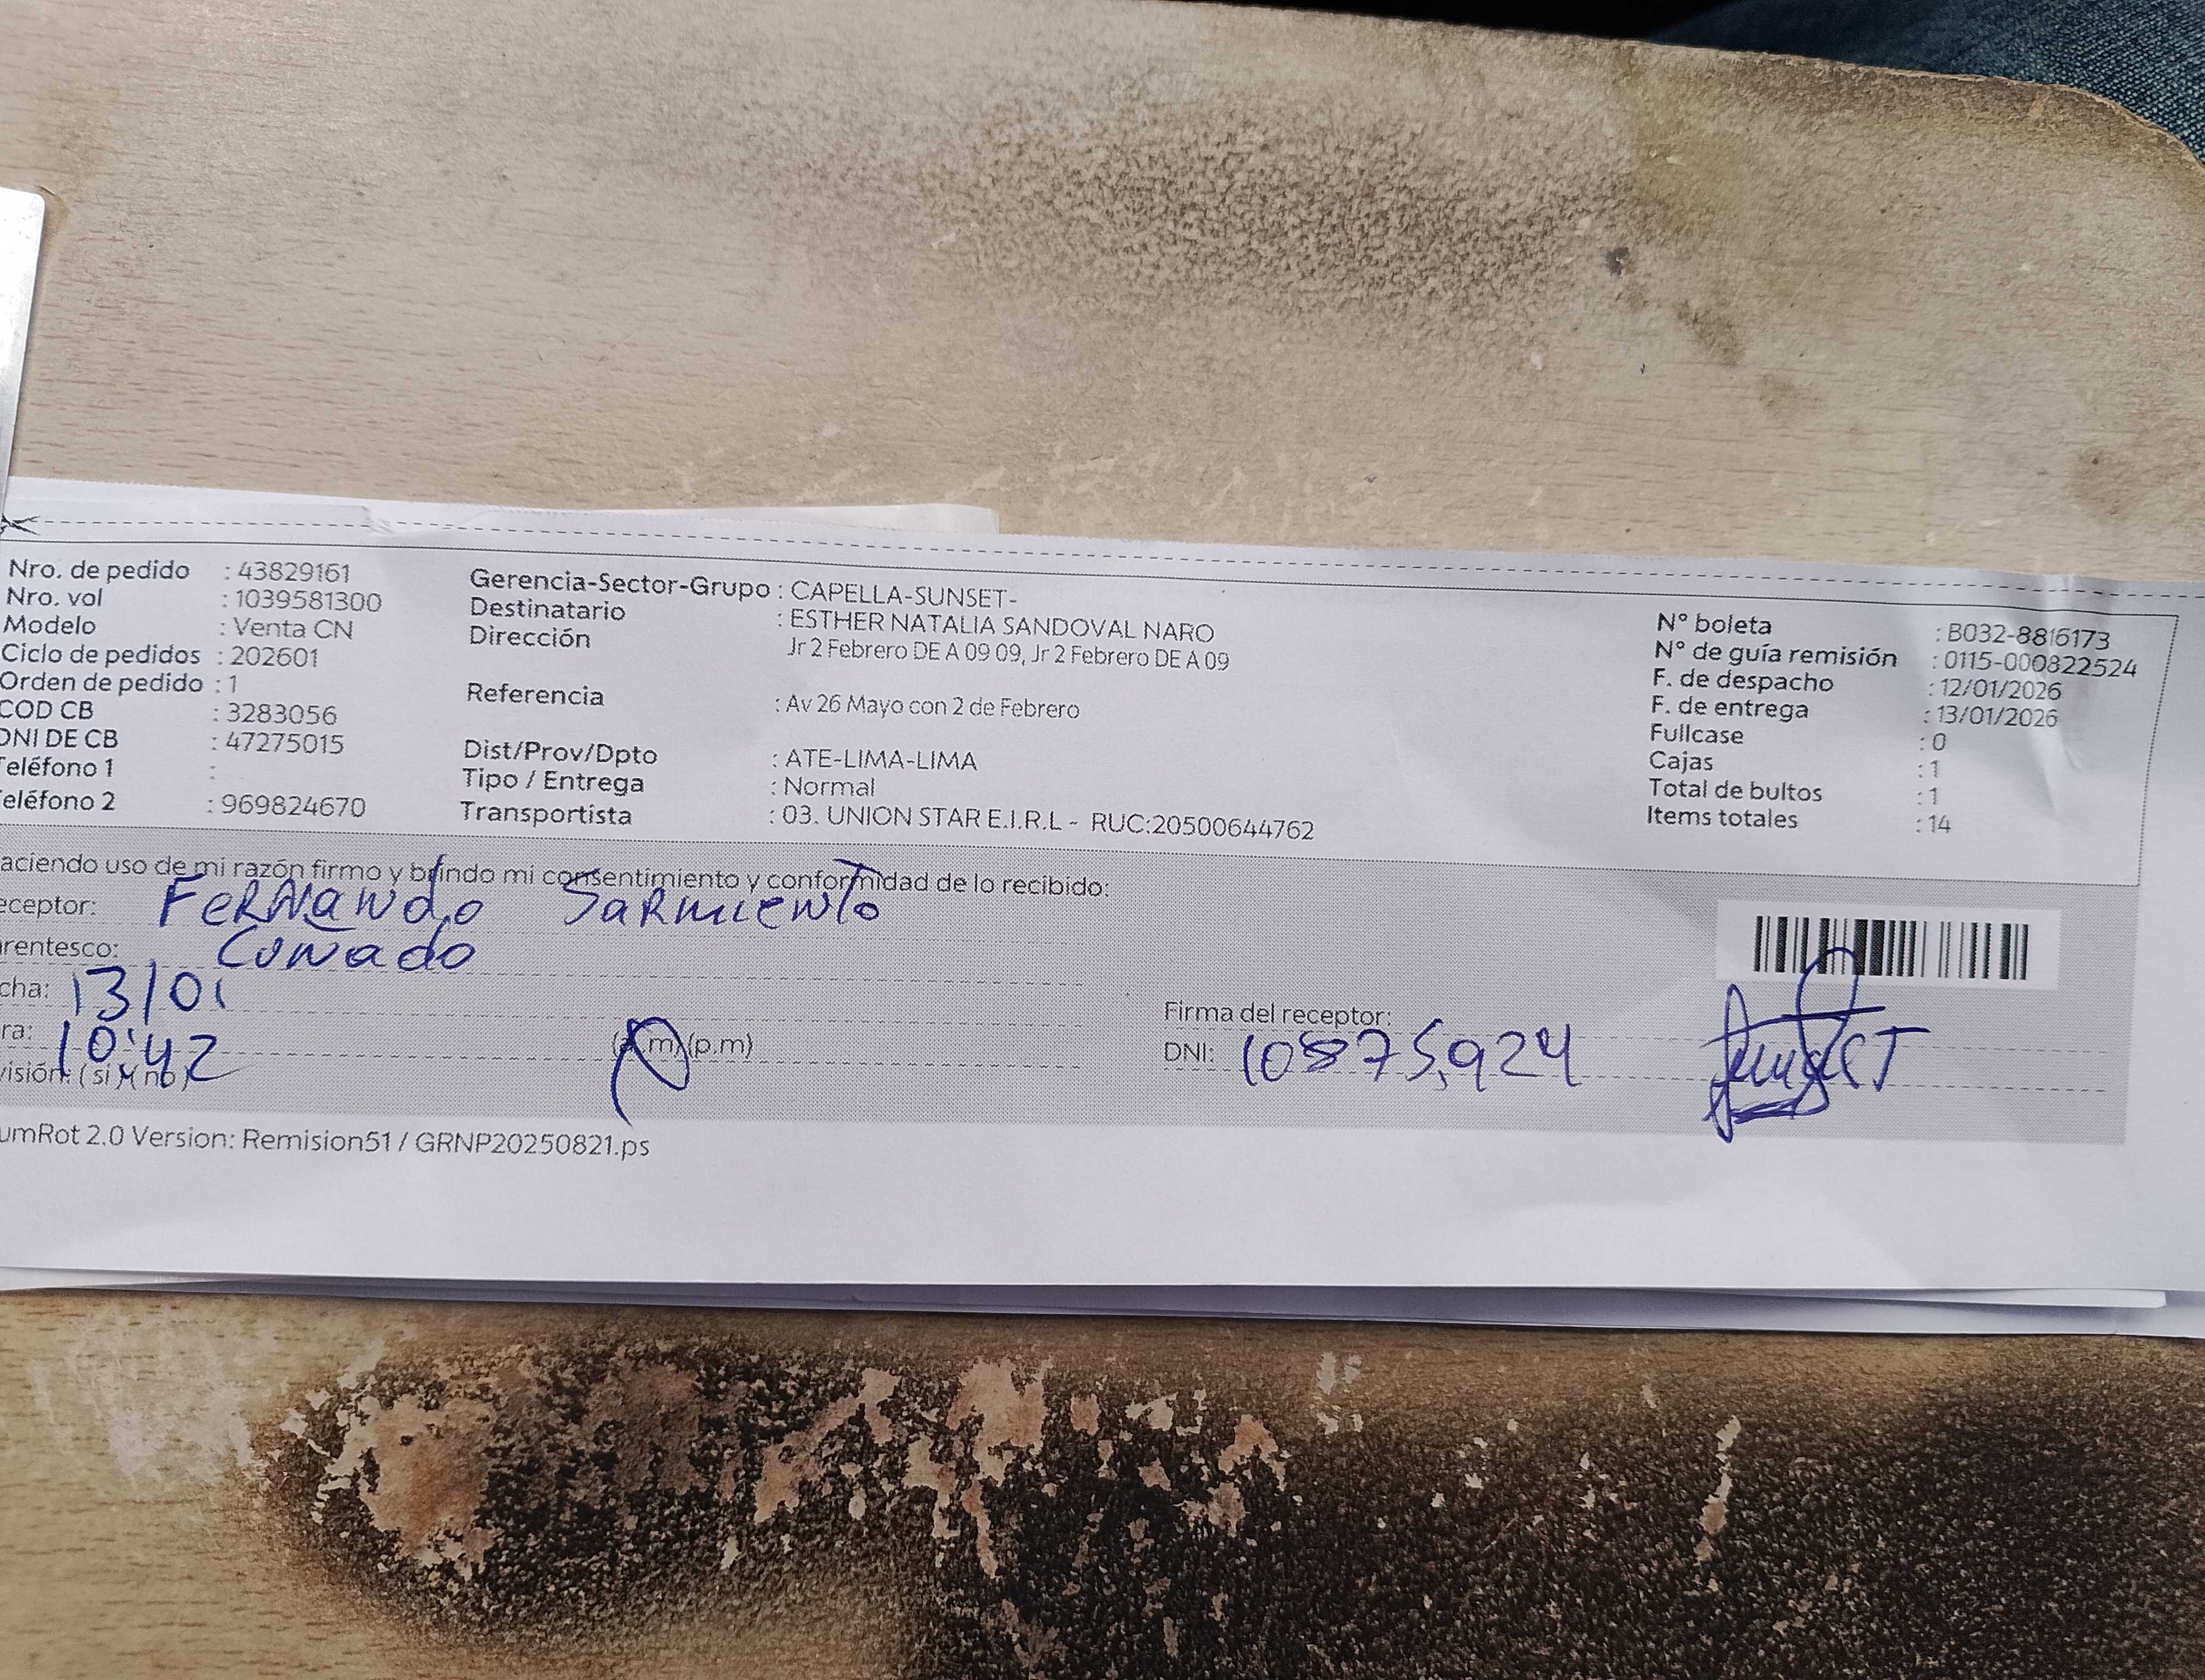 Nro. de pedido : 43829161
Nro. vol : 1039581300
Modelo : Venta CN
Ciclo de pedidos : 202601
Orden de pedido : 1
COD CB : 3283056
DNI DE CB : 47275015
eléfono 1 :
eléfono 2 : 969824670
Gerencia-Sector-Grupo : CAPELLA-SUNSET-
Destinatario : ESTHER NATALIA SANDOVAL NARO
Dirección Jr 2 Febrero DE A 09 09, Jr 2 Febrero DE A 09
Referencia : Av 26 Mayo con 2 de Febrero
Dist/Prov/Dpto : ATE-LIMA-LIMA
Tipo / Entrega : Normal
Transportista : 03. UNION STAR E.I.R.L - RUC:20500644762
N° boleta : B032-8816173
N° de guía remisión : 0115-000822524
F. de despacho : 12/01/2026
F. de entrega : 13/01/2026
Fullcase : 0
Cajas : 1
Total de bultos : 1
Items totales : 14
aciendo uso de mi razón firmo y brindo mi consentimiento y conformidad de lo recibido:
eceptor: Fernando Sarmiento
rentesco: Cuñado
cha: 13/01
ra: 10:42 (a.m) (p.m)
visión: ( si ) ( no )
Firma del receptor:
DNI: 10875924
umRot 2.0 Version: Remision51 / GRNP20250821.ps